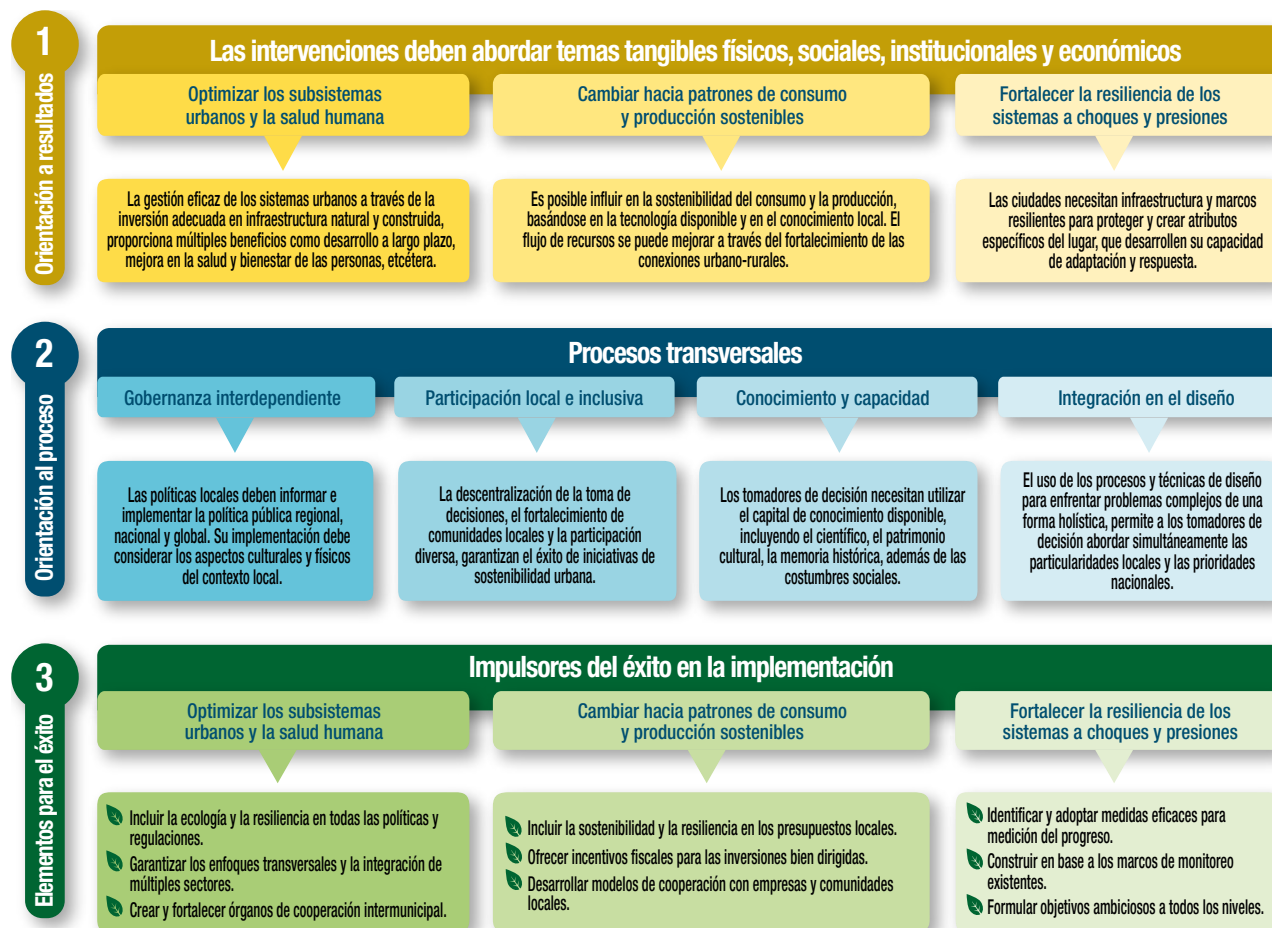 1
Orientación a resultados
Las intervenciones deben abordar temas tangibles físicos, sociales, institucionales y económicos
Optimizar los subsistemas
urbanos y la salud humana
La gestión eficaz de los sistemas urbanos a través de la
inversión adecuada en infraestructura natural y construida,
proporciona múltiples beneficios como desarrollo a largo plazo,
mejora en la salud y bienestar de las personas, etcétera.
Cambiar hacia patrones de consumo
y producción sostenibles
Es posible influir en la sostenibilidad del consumo y la producción,
basándose en la tecnología disponible y en el conocimiento local. El
flujo de recursos se puede mejorar a través del fortalecimiento de las
conexiones urbano-rurales.
Fortalecer la resiliencia de los
sistemas a choques y presiones
Las ciudades necesitan infraestructura y marcos
resilientes para proteger y crear atributos
específicos del lugar, que desarrollen su capacidad
de adaptación y respuesta.
2
Orientación al proceso
Procesos transversales
Gobernanza interdependiente
Las políticas locales deben informar e
implementar la política pública regional,
nacional y global. Su implementación debe
considerar los aspectos culturales y físicos
del contexto local.
Participación local e inclusiva
La descentralización de la toma de
decisiones, el fortalecimiento de
comunidades locales y la participación
diversa, garantizan el éxito de iniciativas de
sostenibilidad urbana.
Conocimiento y capacidad
Los tomadores de decisión necesitan utilizar
el capital de conocimiento disponible,
incluyendo el científico, el patrimonio
cultural, la memoria histórica, además de las
costumbres sociales.
Integración en el diseño
El uso de los procesos y técnicas de diseño
para enfrentar problemas complejos de una
forma holística, permite a los tomadores de
decisión abordar simultáneamente las
particularidades locales y las prioridades
nacionales.
3
Elementos para el éxito
Impulsores del éxito en la implementación
Optimizar los subsistemas
urbanos y la salud humana
Incluir la ecología y la resiliencia en todas las políticas y
regulaciones.
Garantizar los enfoques transversales y la integración de
múltiples sectores.
Crear y fortalecer órganos de cooperación intermunicipal.
Cambiar hacia patrones de consumo
y producción sostenibles
Incluir la sostenibilidad y la resiliencia en los presupuestos locales.
Ofrecer incentivos fiscales para las inversiones bien dirigidas.
Desarrollar modelos de cooperación con empresas y comunidades
locales.
Fortalecer la resiliencia de los
sistemas a choques y presiones
Identificar y adoptar medidas eficaces para
medición del progreso.
Construir en base a los marcos de monitoreo
existentes.
Formular objetivos ambiciosos a todos los niveles.